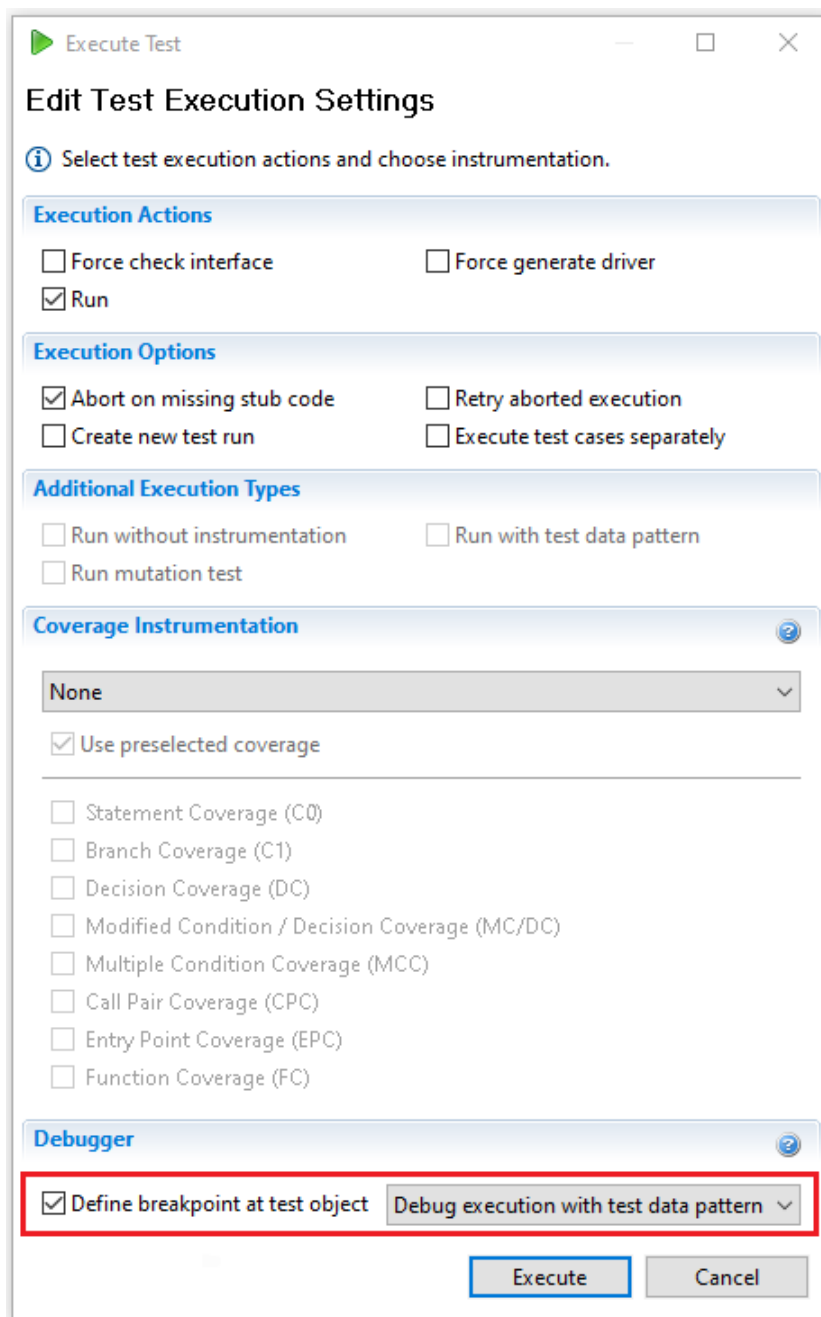 Execute Test
Edit Test Execution Settings
Select test execution actions and choose instrumentation.
Execution Actions
Force check interface Force generate driver
Run
Execution Options
Abort on missing stub code Retry aborted execution
Create new test run Execute test cases separately
Additional Execution Types
Run without instrumentation Run with test data pattern
Run mutation test
Coverage Instrumentation
None
Use preselected coverage
Statement Coverage (C0)
Branch Coverage (C1)
Decision Coverage (DC)
Modified Condition / Decision Coverage (MC/DC)
Multiple Condition Coverage (MCC)
Call Pair Coverage (CPC)
Entry Point Coverage (EPC)
Function Coverage (FC)
Debugger
Define breakpoint at test object Debug execution with test data pattern
Execute Cancel